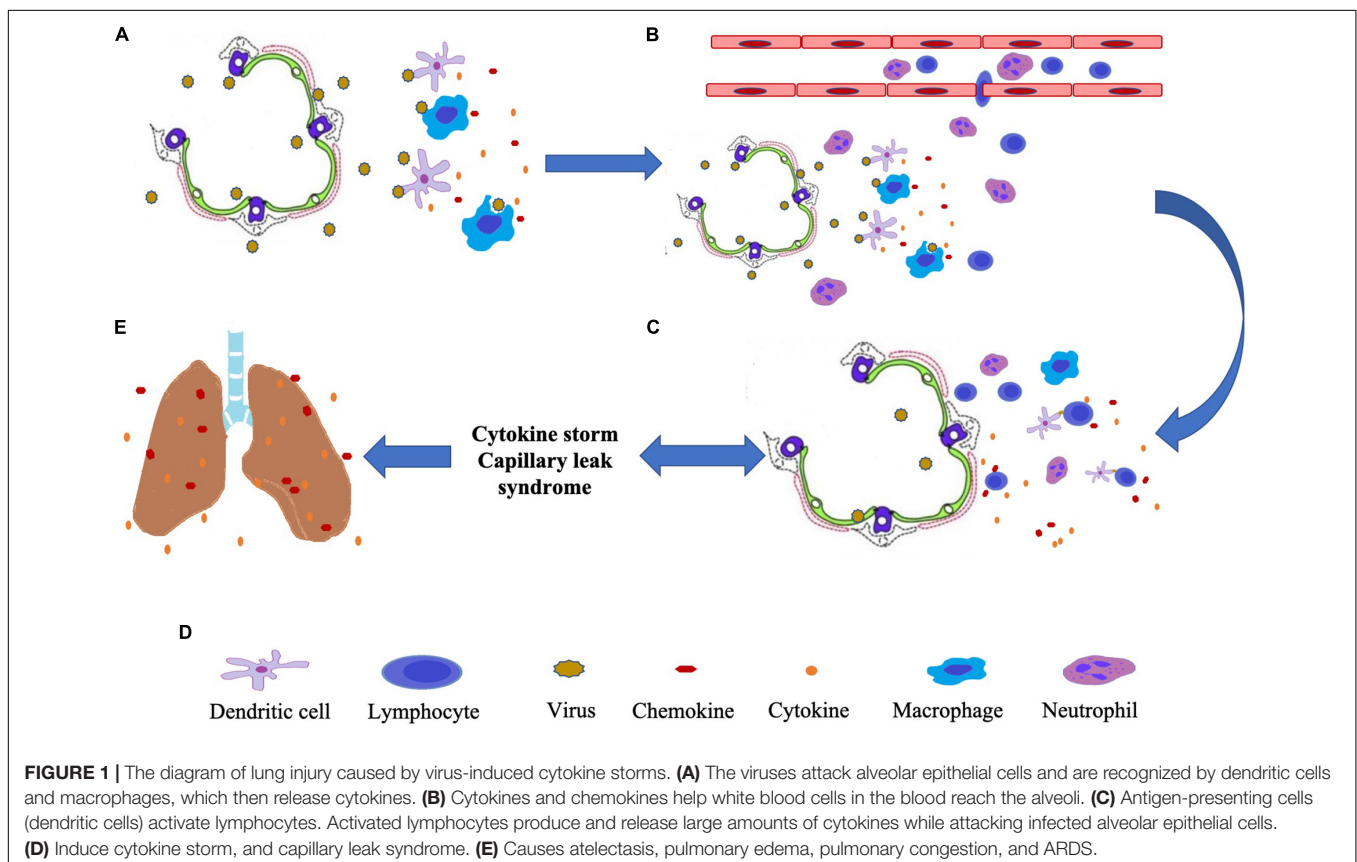 A
B
E
C
Cytokine storm
Capillary leak
syndrome
D
Dendritic cell Lymphocyte Virus Chemokine Cytokine Macrophage Neutrophil
FIGURE 1 | The diagram of lung injury caused by virus-induced cytokine storms. (A) The viruses attack alveolar epithelial cells and are recognized by dendritic cells
and macrophages, which then release cytokines. (B) Cytokines and chemokines help white blood cells in the blood reach the alveoli. (C) Antigen-presenting cells
(dendritic cells) activate lymphocytes. Activated lymphocytes produce and release large amounts of cytokines while attacking infected alveolar epithelial cells.
(D) Induce cytokine storm, and capillary leak syndrome. (E) Causes atelectasis, pulmonary edema, pulmonary congestion, and ARDS.